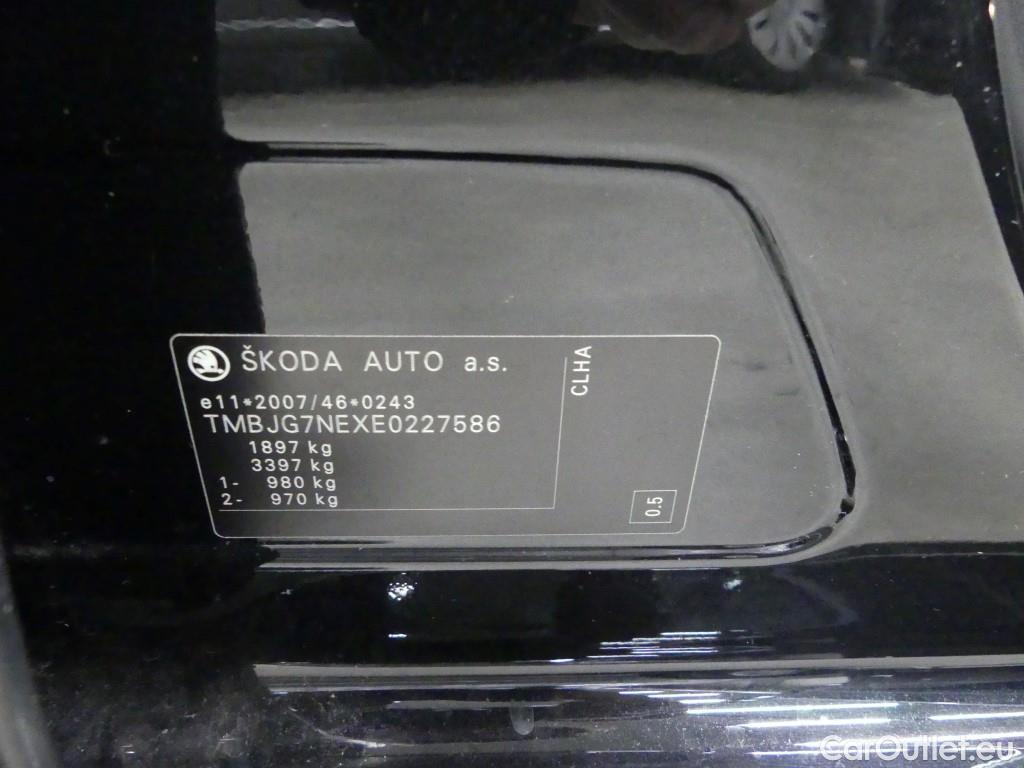 ŠKODA AUTO a.s.
e11*2007/46*0243
TMBJG7NEXE0227586
1897 kg
3397 kg
1- 980 kg
2- 970 kg
CLHA
0.5
CarOutlet.eu